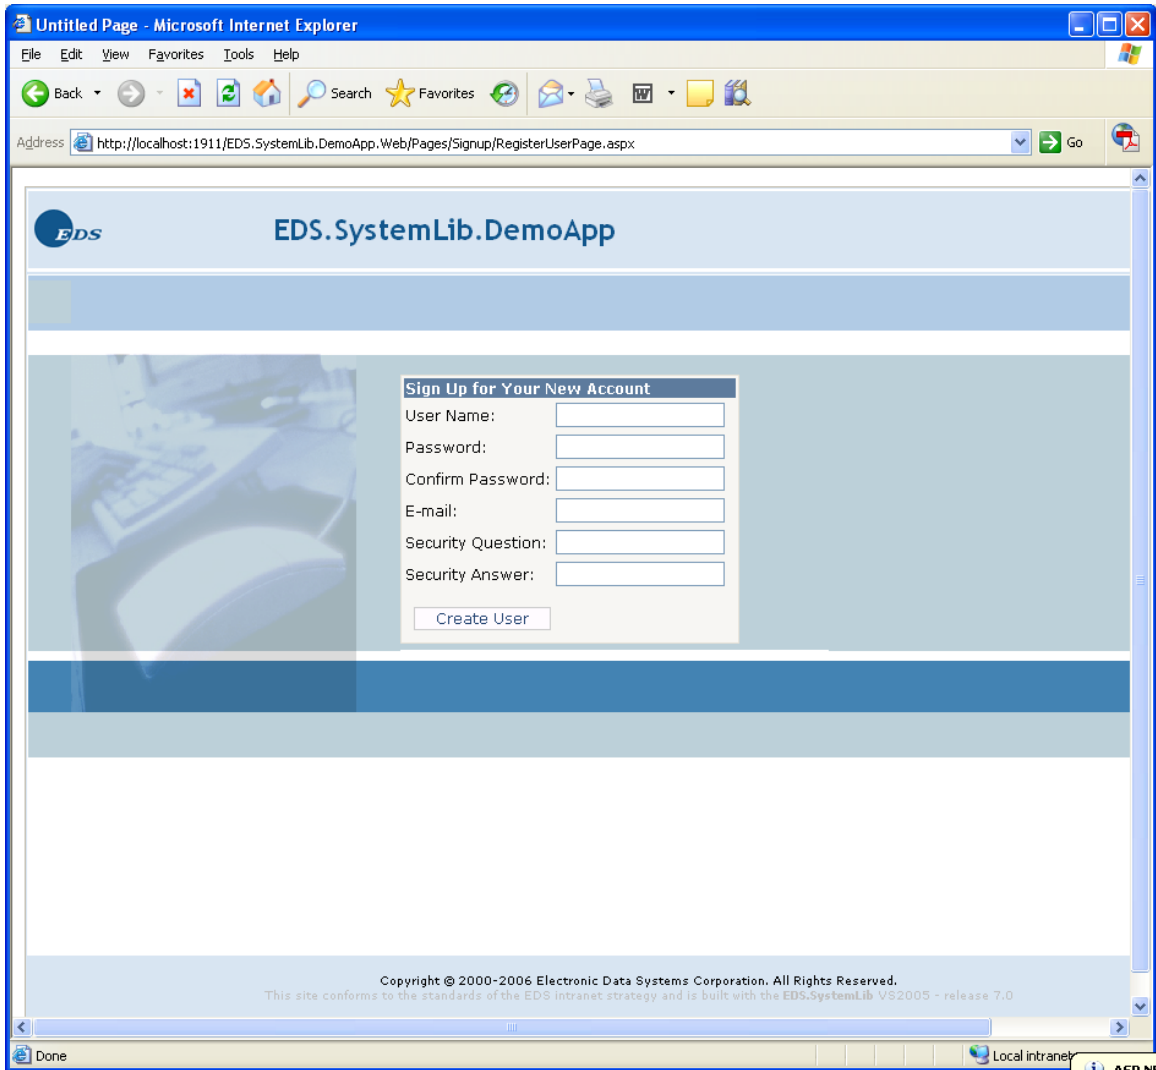 Untitled Page - Microsoft Internet Explorer
File Edit View Favorites Tools Help
Back Search Favorites
Address http://localhost:1911/EDS.SystemLib.DemoApp.Web/Pages/Signup/RegisterUserPage.aspx Go
EDS EDS.SystemLib.DemoApp
Sign Up for Your New Account
User Name:
Password:
Confirm Password:
E-mail:
Security Question:
Security Answer:
Create User
Copyright © 2000-2006 Electronic Data Systems Corporation. All Rights Reserved.
This site conforms to the standards of the EDS intranet strategy and is built with the EDS.SystemLib VS2005 - release 7.0
Done Local intranet